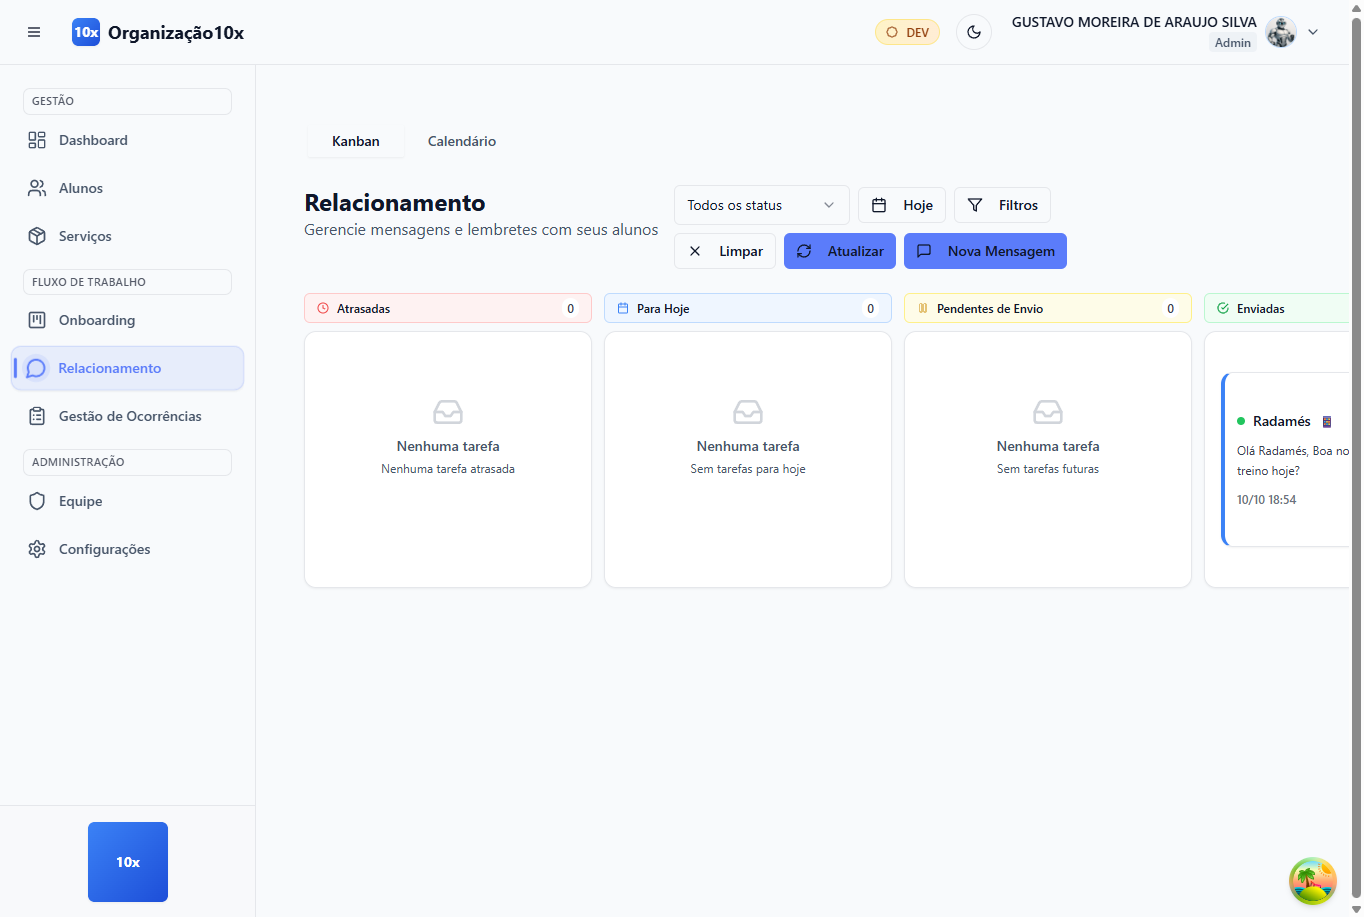 10x Organização10x
DEV
GUSTAVO MOREIRA DE ARAUJO SILVA
Admin
GESTÃO
Dashboard
Alunos
Serviços
FLUXO DE TRABALHO
Onboarding
Relacionamento
Gestão de Ocorrências
ADMINISTRAÇÃO
Equipe
Configurações
10x
Kanban Calendário
Relacionamento
Gerencie mensagens e lembretes com seus alunos
Todos os status Hoje Filtros
Limpar Atualizar Nova Mensagem
Atrasadas 0
Nenhuma tarefa
Nenhuma tarefa atrasada
Para Hoje 0
Nenhuma tarefa
Sem tarefas para hoje
Pendentes de Envio 0
Nenhuma tarefa
Sem tarefas futuras
Enviadas
Radamés
Olá Radamés, Boa no
treino hoje?
10/10 18:54